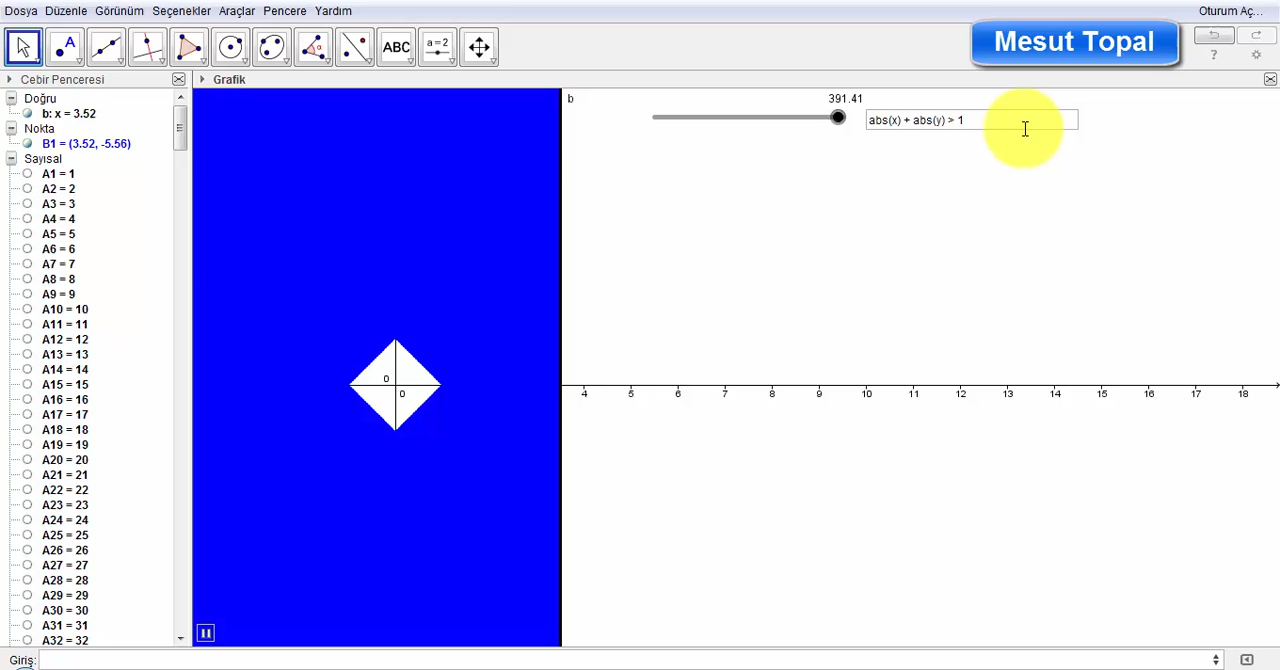 Dosya Düzenle Görünüm Seçenekler Araçlar Pencere Yardım Oturum Aç...
A ABC a=2
Mesut Topal
?
Cebir Penceresi Grafik
Doğru
b: x = 3.52
Nokta
B1 = (3.52, -5.56)
Sayısal
A1 = 1
A2 = 2
A3 = 3
A4 = 4
A5 = 5
A6 = 6
A7 = 7
A8 = 8
A9 = 9
A10 = 10
A11 = 11
A12 = 12
A13 = 13
A14 = 14
A15 = 15
A16 = 16
A17 = 17
A18 = 18
A19 = 19
A20 = 20
A21 = 21
A22 = 22
A23 = 23
A24 = 24
A25 = 25
A26 = 26
A27 = 27
A28 = 28
A29 = 29
A30 = 30
A31 = 31
A32 = 32
b 391.41
abs(x) + abs(y) > 1
0
0 4 5 6 7 8 9 10 11 12 13 14 15 16 17 18
Giriş: